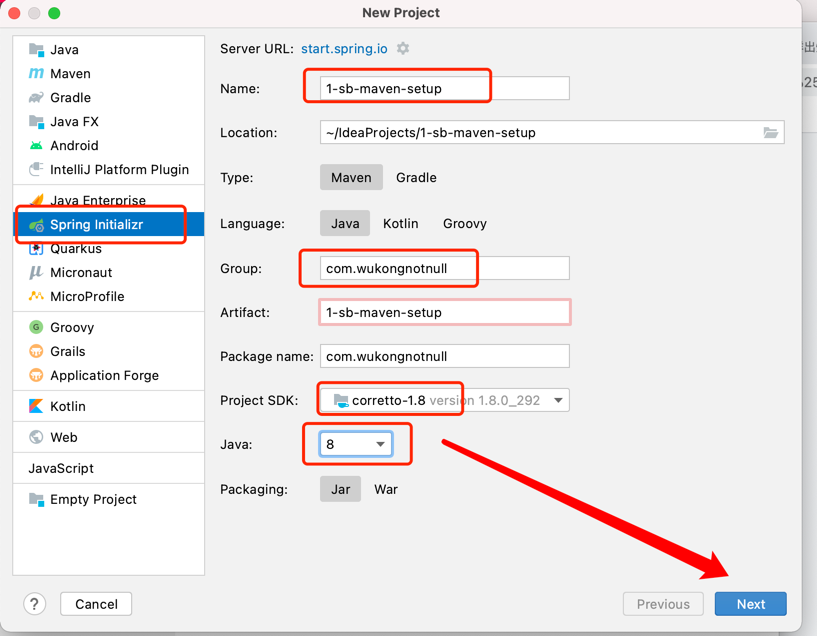 New Project
Java
Maven
Gradle
Java FX
Android
IntelliJ Platform Plugin
Java Enterprise
Spring Initializr
Quarkus
Micronaut
MicroProfile
G Groovy
Grails
Application Forge
Kotlin
Web
JavaScript
Empty Project
Server URL: start.spring.io
Name: 1-sb-maven-setup
Location: ~/IdeaProjects/1-sb-maven-setup
Type: Maven Gradle
Language: Java Kotlin Groovy
Group: com.wukongnotnull
Artifact: 1-sb-maven-setup
Package name: com.wukongnotnull
Project SDK: corretto-1.8 version 1.8.0_292
Java: 8
Packaging: Jar War
? Cancel Previous Next